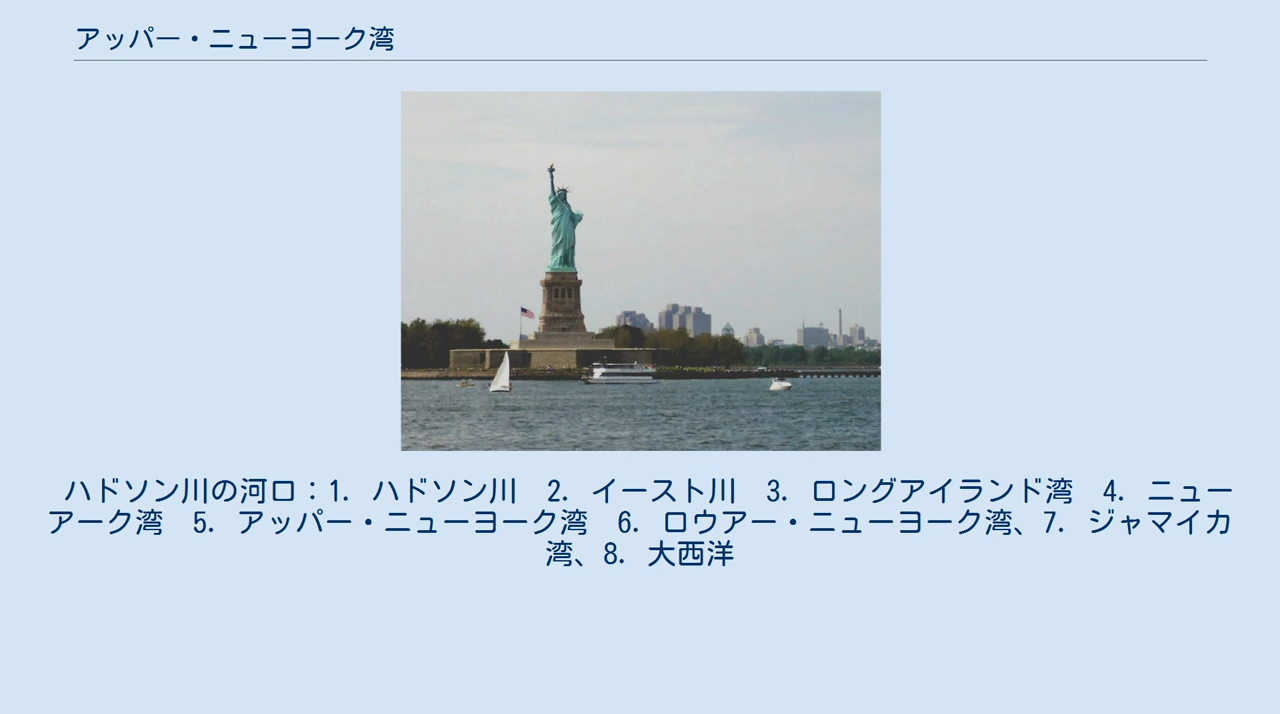 アッパー・ニューヨーク湾
ハドソン川の河口：1. ハドソン川　2. イースト川　3. ロングアイランド湾　4. ニュー
アーク湾　5. アッパー・ニューヨーク湾　6. ロウアー・ニューヨーク湾、7. ジャマイカ
湾、8. 大西洋